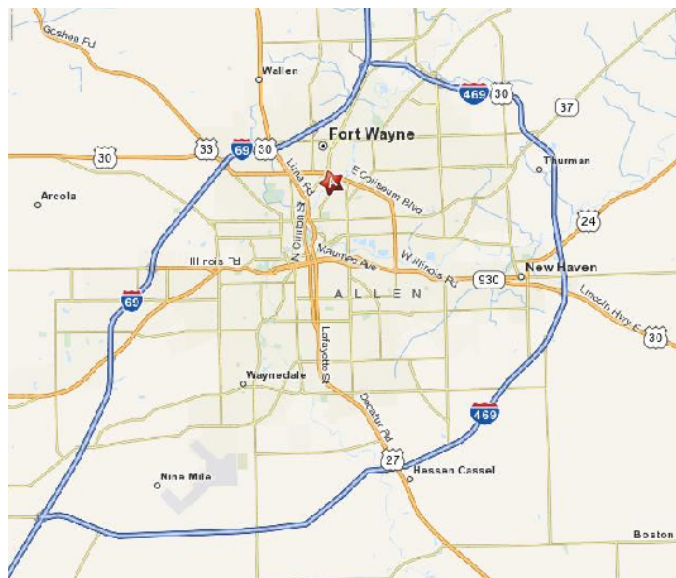 Goshen Rd
Wallen
469
30
37
Fort Wayne
33
69
30
30
Thurman
Lima Rd
E Coliseum Blvd
Arcola
24
N Clinton St
Maumee Ave
Illinois Rd
W Illinois Rd
930
New Haven
69
ALLEN
Lincoln Hwy E
30
Lafayette St
Waynedale
469
Decatur Rd
27
Nine Mile
Hessen Cassel
Boston